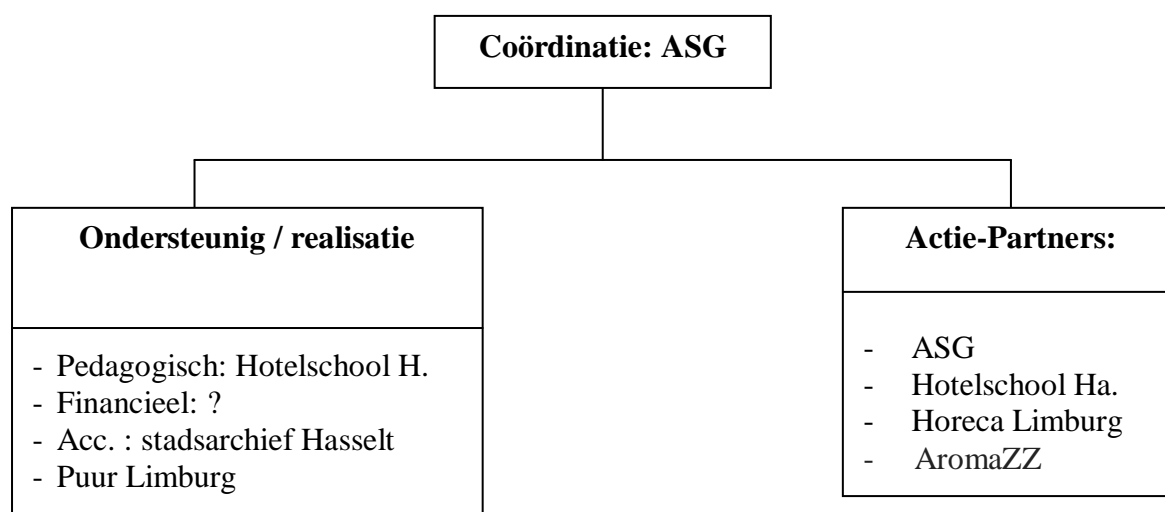 Coördinatie: ASG
Ondersteunig / realisatie
- Pedagogisch: Hotelschool H.
- Financieel: ?
- Acc. : stadsarchief Hasselt
- Puur Limburg
Actie-Partners:
- ASG
- Hotelschool Ha.
- Horeca Limburg
- AromaZZ